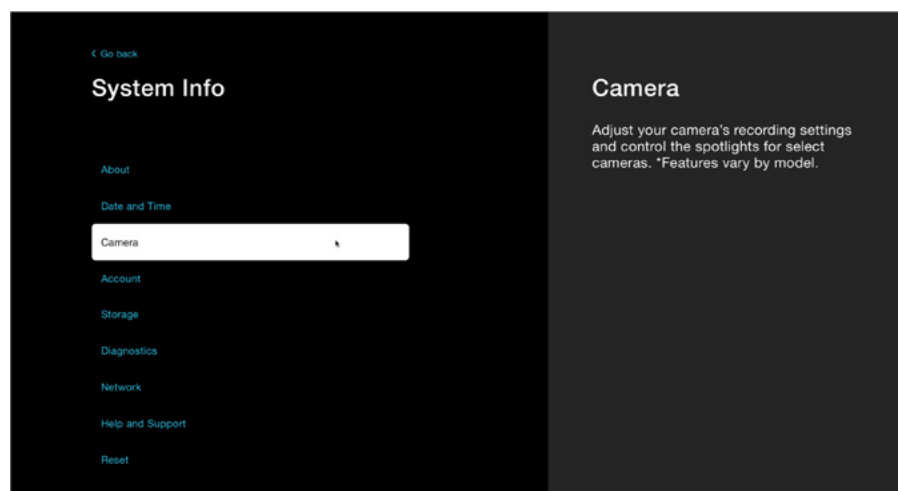 Go back
System Info
About
Date and Time
Camera
Account
Storage
Diagnostics
Network
Help and Support
Reset
Camera
Adjust your camera's recording settings
and control the spotlights for select
cameras. *Features vary by model.